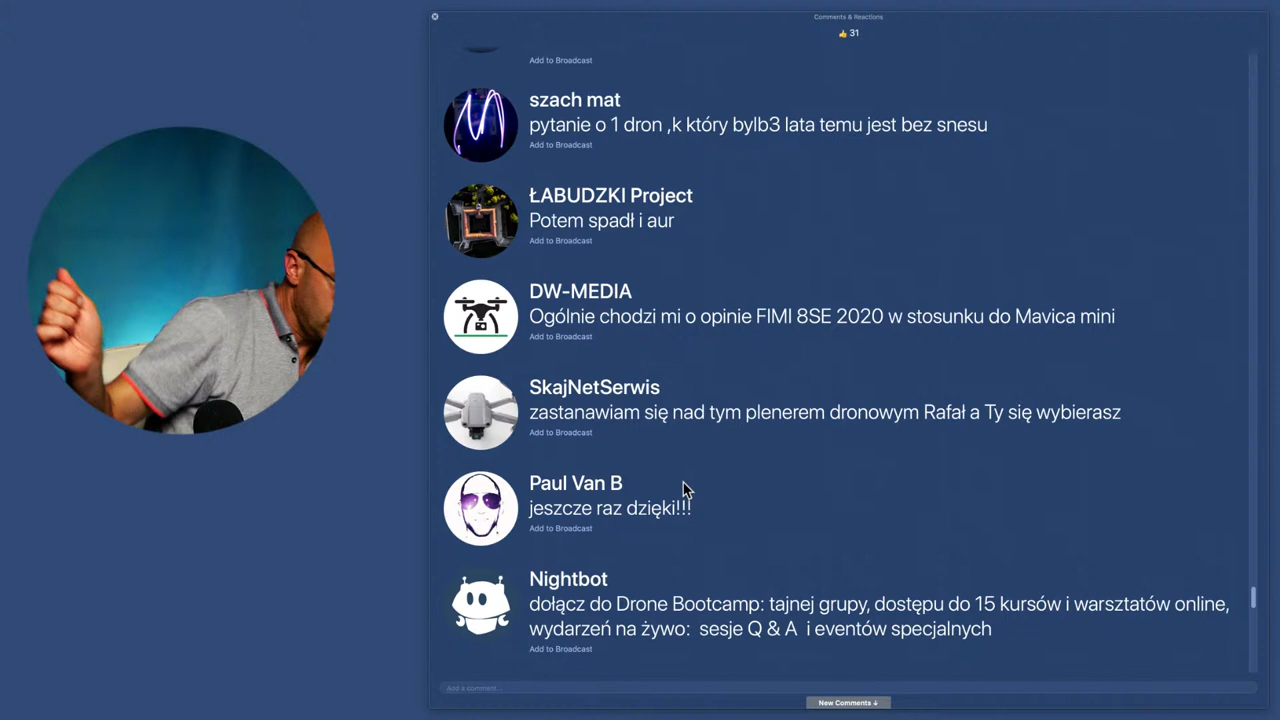 Comments & Reactions
👍 31
Add to Broadcast
szach mat
pytanie o 1 dron ,k który bylb3 lata temu jest bez snesu
Add to Broadcast
ŁABUDZKI Project
Potem spadł i aur
Add to Broadcast
DW-MEDIA
Ogólnie chodzi mi o opinie FIMI 8SE 2020 w stosunku do Mavica mini
Add to Broadcast
SkajNetSerwis
zastanawiam się nad tym plenerem dronowym Rafał a Ty się wybierasz
Add to Broadcast
Paul Van B
jeszcze raz dzięki!!!
Add to Broadcast
Nightbot
dołącz do Drone Bootcamp: tajnej grupy, dostępu do 15 kursów i warsztatów online,
wydarzeń na żywo: sesje Q & A i eventów specjalnych
Add to Broadcast
Add a comment...
New Comments ↓